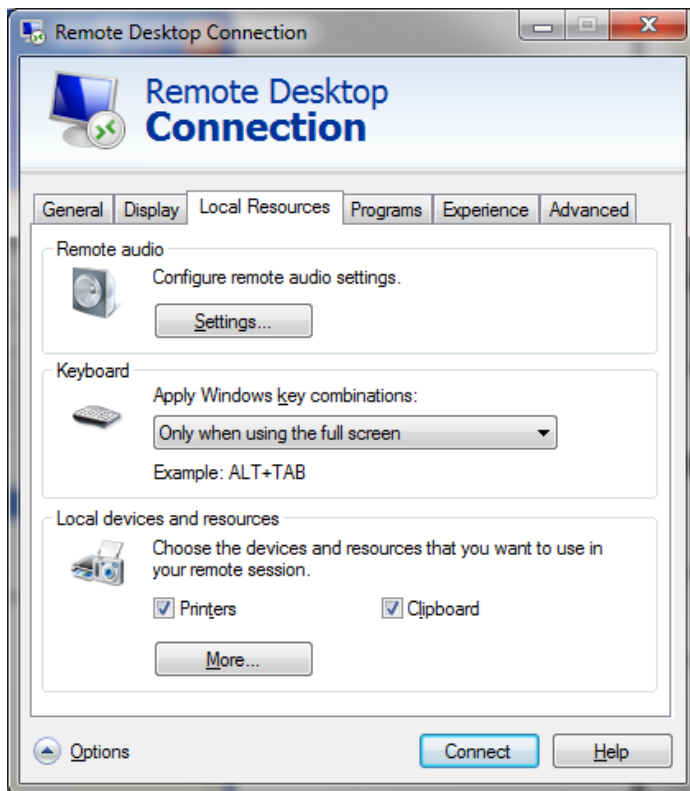 Remote Desktop Connection
Remote Desktop
Connection
General Display Local Resources Programs Experience Advanced
Remote audio
Configure remote audio settings.
Settings...
Keyboard
Apply Windows key combinations:
Only when using the full screen
Example: ALT+TAB
Local devices and resources
Choose the devices and resources that you want to use in
your remote session.
Printers Clipboard
More...
Options Connect Help